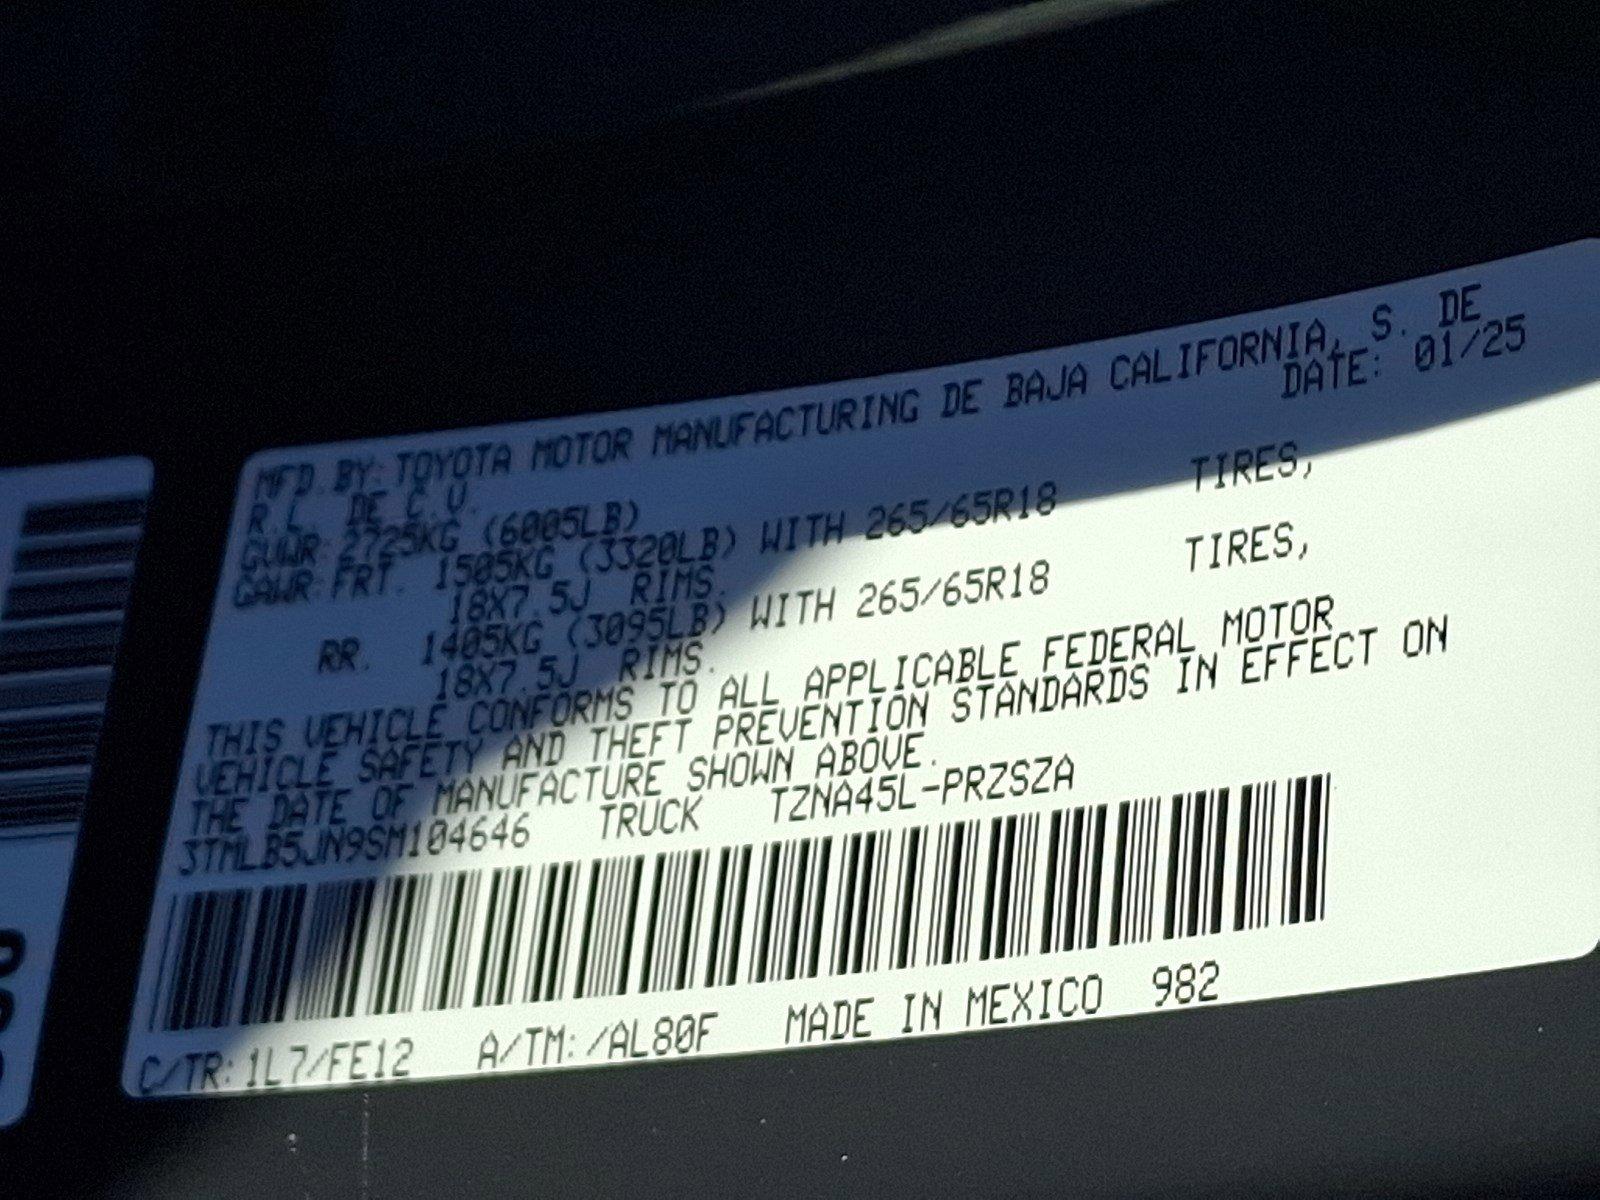 MFD. BY: TOYOTA MOTOR MANUFACTURING DE BAJA CALIFORNIA, S. DE
R.L. DE C.V. DATE: 01/25
GVWR: 2725KG (6005LB)
GAWR: FRT. 1505KG (3320LB) WITH 265/65R18 TIRES,
18X7.5J RIMS.
RR. 1405KG (3095LB) WITH 265/65R18 TIRES,
18X7.5J RIMS.
THIS VEHICLE CONFORMS TO ALL APPLICABLE FEDERAL MOTOR
VEHICLE SAFETY AND THEFT PREVENTION STANDARDS IN EFFECT ON
THE DATE OF MANUFACTURE SHOWN ABOVE.
3TMLB5JN9SM104646 TRUCK TZNA45L-PRZSZA
C/TR: 1L7/FE12 A/TM: /AL80F MADE IN MEXICO 982